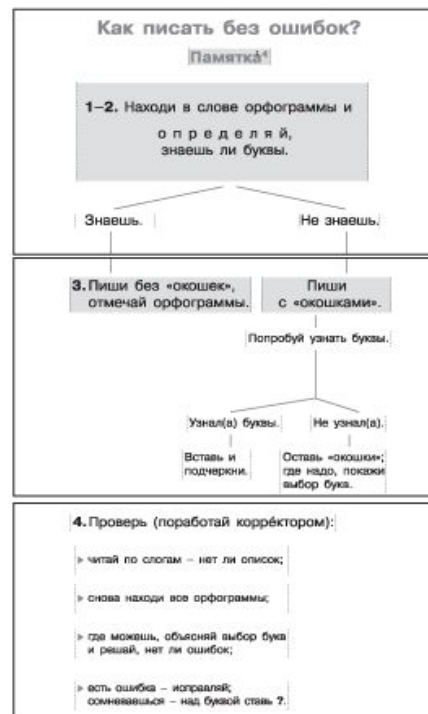 Как писать без ошибок?
Памятка 4
1–2. Находи в слове орфограммы и
определяй,
знаешь ли буквы.
Знаешь. Не знаешь.
3. Пиши без «окошек»,
отмечай орфограммы.
Пиши
с «окошками».
Попробуй узнать буквы.
Узнал(а) буквы. Не узнал(а).
Вставь и
подчеркни.
Оставь «окошки»;
где надо, покажи
выбор букв.
4. Проверь (поработай корре́ктором):
▸ читай по слогам – нет ли описок;
▸ снова находи все орфограммы;
▸ где можешь, объясняй выбор букв
и решай, нет ли ошибок;
▸ есть ошибка – исправляй;
сомневаешься – над буквой ставь ?.